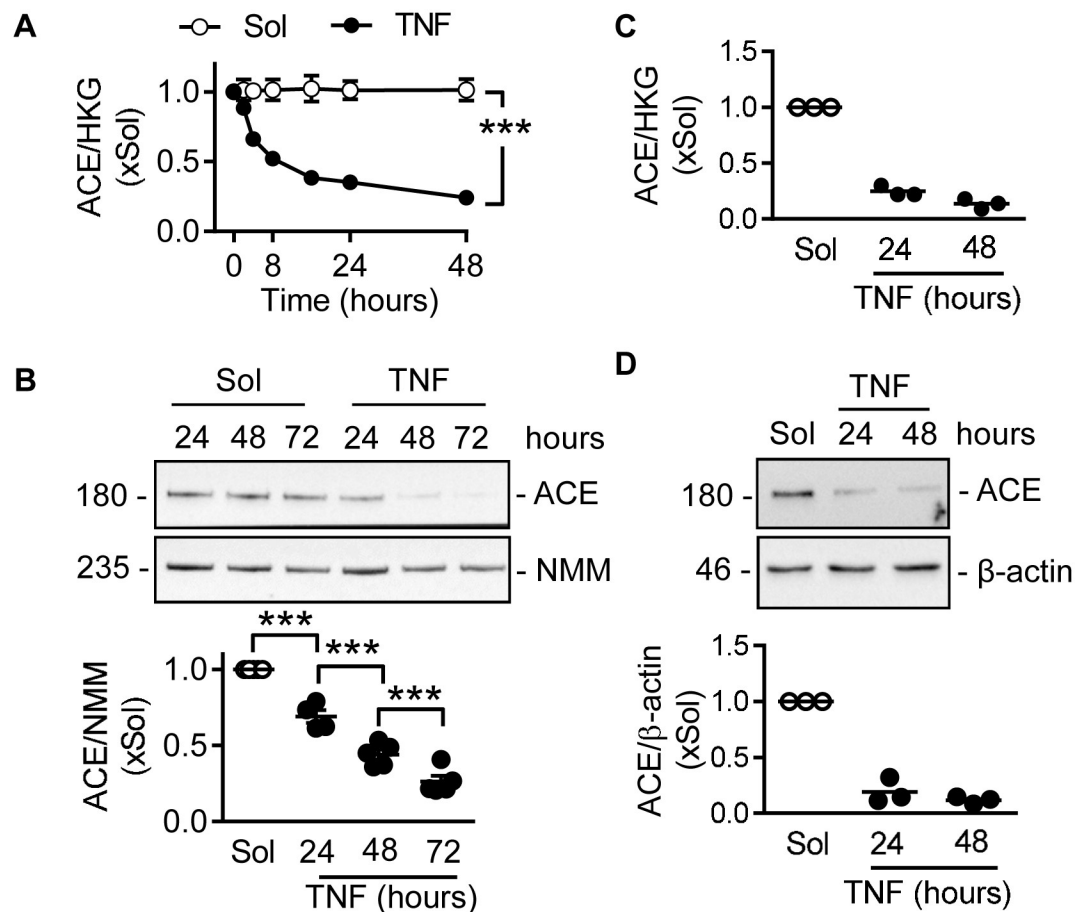 A
Sol TNF
ACE/HKG
(xSol)
1.0
0.5
0.0
***
0 8 24 48
Time (hours)
B
Sol TNF
24 48 72 24 48 72 hours
180 - - ACE
235 - - NMM
*** *** ***
ACE/NMM
(xSol)
1.0
0.5
0.0
Sol 24 48 72
TNF (hours)
C
ACE/HKG
(xSol)
1.5
1.0
0.5
0.0
Sol 24 48
TNF (hours)
D
TNF
Sol 24 48 hours
180 - - ACE
46 - - β-actin
ACE/β-actin
(xSol)
1.5
1.0
0.5
0.0
Sol 24 48
TNF (hours)